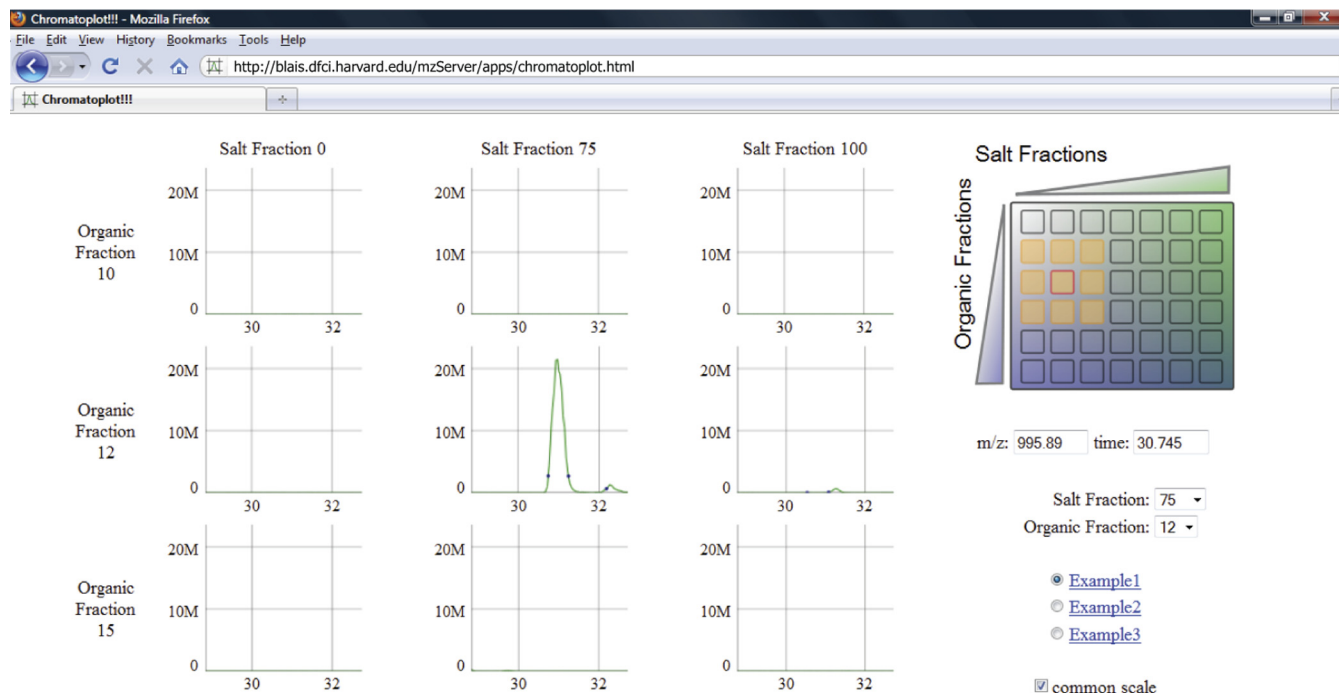 Chromatoplot!!! - Mozilla Firefox
File Edit View History Bookmarks Tools Help
http://blais.dfci.harvard.edu/mzServer/apps/chromatoplot.html
Chromatoplot!!!
Salt Fraction 0
Salt Fraction 75
Salt Fraction 100
Organic
Fraction
10
20M
10M
0
30 32
20M
10M
0
30 32
20M
10M
0
30 32
Organic
Fraction
12
20M
10M
0
30 32
20M
10M
0
30 32
20M
10M
0
30 32
Organic
Fraction
15
20M
10M
0
30 32
20M
10M
0
30 32
20M
10M
0
30 32
Salt Fractions
Organic Fractions
m/z: 995.89 time: 30.745
Salt Fraction: 75
Organic Fraction: 12
Example1
Example2
Example3
common scale